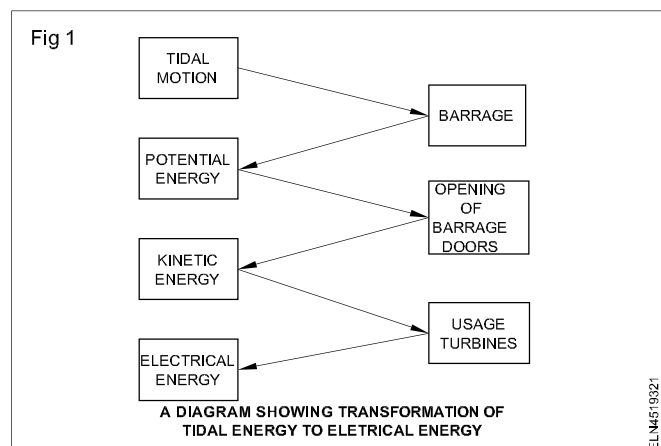 Fig 1
TIDAL
MOTION
BARRAGE
POTENTIAL
ENERGY
OPENING
OF
BARRAGE
DOORS
KINETIC
ENERGY
USAGE
TURBINES
ELECTRICAL
ENERGY
A DIAGRAM SHOWING TRANSFORMATION OF
TIDAL ENERGY TO ELETRICAL ENERGY
ELN4519321